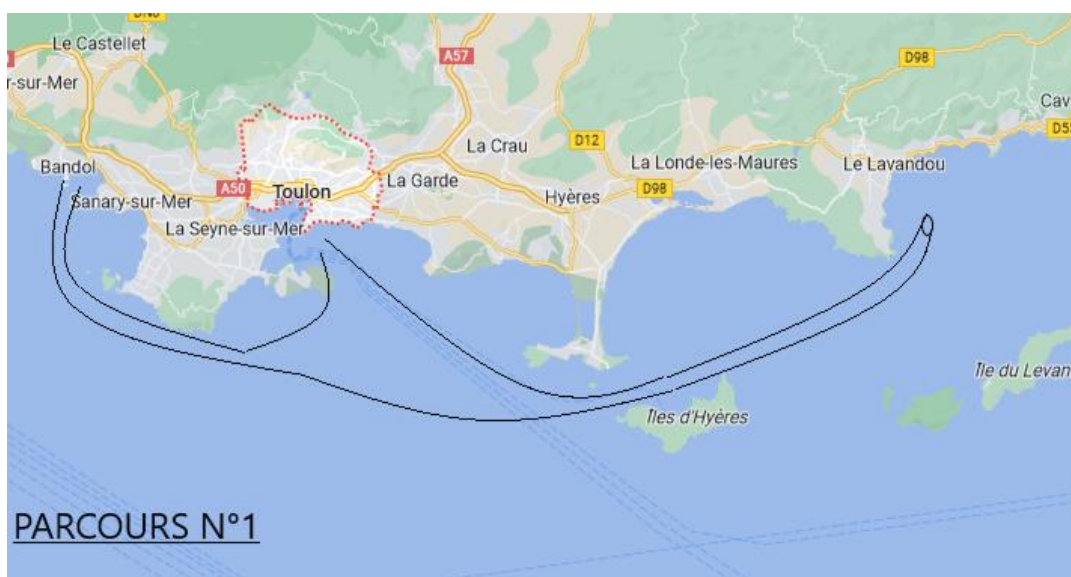 DN8
Le Castellet
r-sur-Mer
A57
D98
Cav
D55
La Crau
D12
La Londe-les-Maures
Le Lavandou
Bandol
A50
Toulon
La Garde
Hyères
D98
Sanary-sur-Mer
La Seyne-sur-Mer
Île du Levan
Îles d'Hyères
PARCOURS N°1